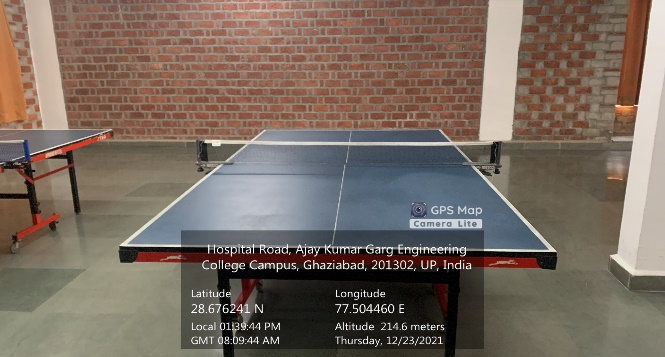 GPS Map
Camera Lite
Hospital Road, Ajay Kumar Garg Engineering
College Campus, Ghaziabad, 201302, UP, India
Latitude
28.676241 N
Longitude
77.504460 E
Local 01:39:44 PM
GMT 08:09:44 AM
Altitude 214.6 meters
Thursday, 12/23/2021